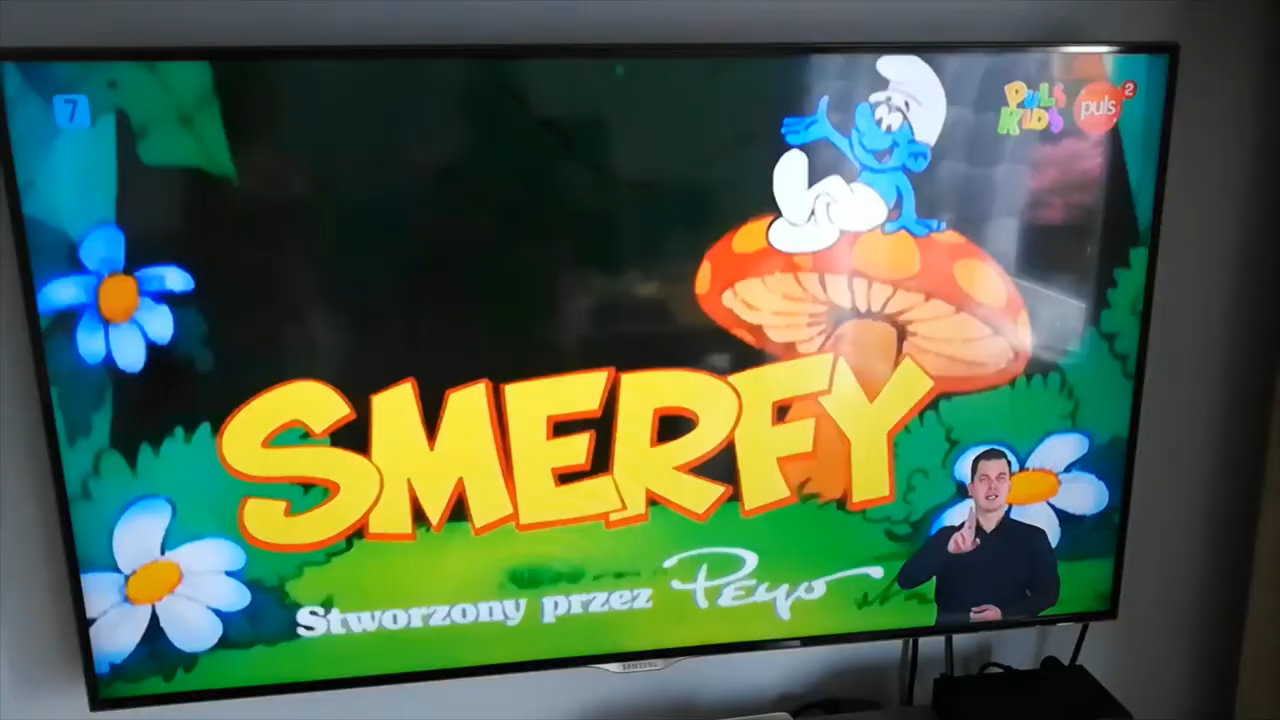 7
PULS
KIDS
puls 2
SMERFY
Stworzony przez Peyo
SAMSUNG